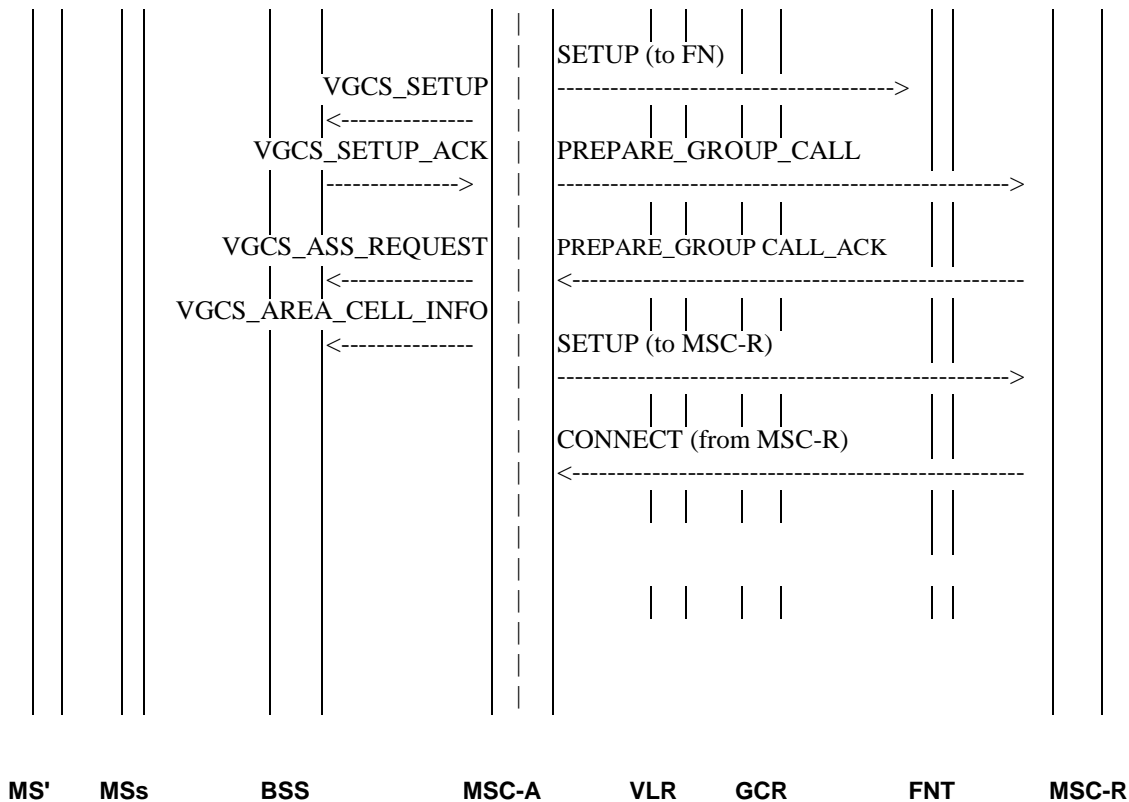 SETUP (to FN)
VGCS_SETUP
VGCS_SETUP_ACK PREPARE_GROUP_CALL
VGCS_ASS_REQUEST PREPARE_GROUP CALL_ACK
VGCS_AREA_CELL_INFO
SETUP (to MSC-R)
CONNECT (from MSC-R)
MS' MSs BSS MSC-A VLR GCR FNT MSC-R